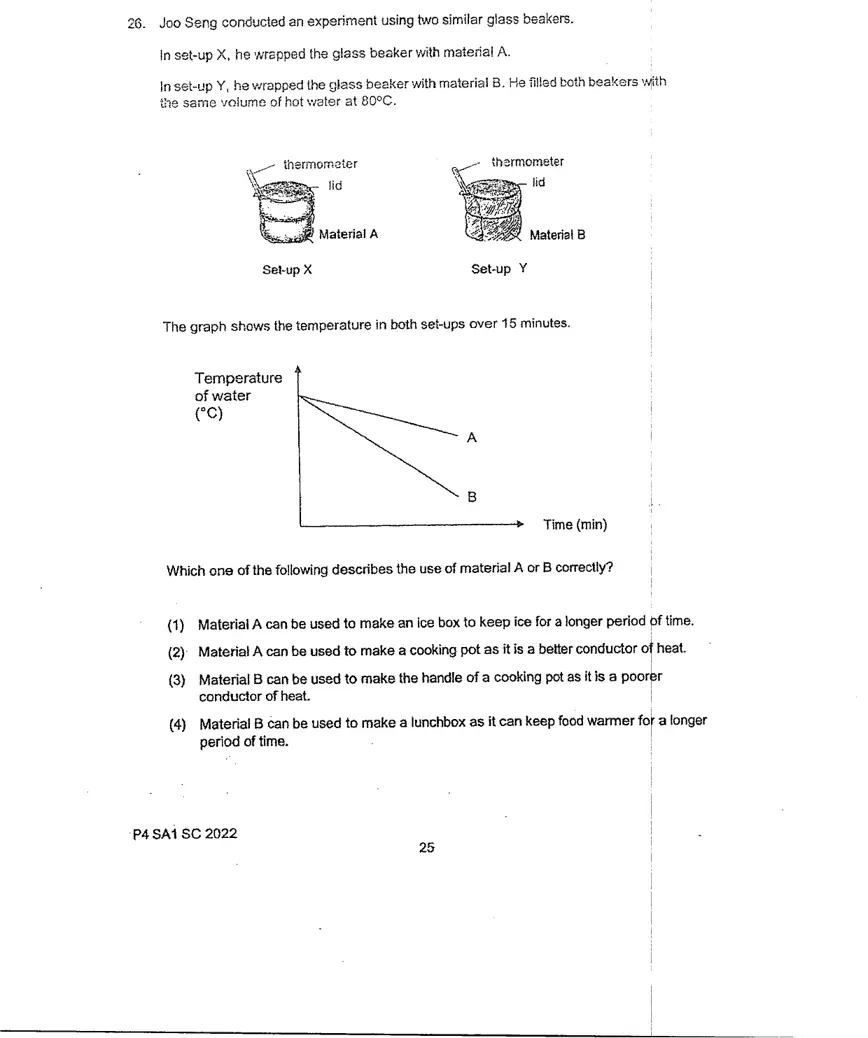 26. Joo Seng conducted an experiment using two similar glass beakers.
In set-up X, he wrapped the glass beaker with material A.
In set-up Y, he wrapped the glass beaker with material B. He filled both beakers with
the same volume of hot water at 80°C.
thermometer
lid
Material A
Set-up X
thermometer
lid
Material B
Set-up Y
The graph shows the temperature in both set-ups over 15 minutes.
Temperature
of water
(°C)
A
B
Time (min)
Which one of the following describes the use of material A or B correctly?
(1) Material A can be used to make an ice box to keep ice for a longer period of time.
(2) Material A can be used to make a cooking pot as it is a better conductor of heat.
(3) Material B can be used to make the handle of a cooking pot as it is a poorer
conductor of heat.
(4) Material B can be used to make a lunchbox as it can keep food warmer for a longer
period of time.
P4 SA1 SC 2022
25